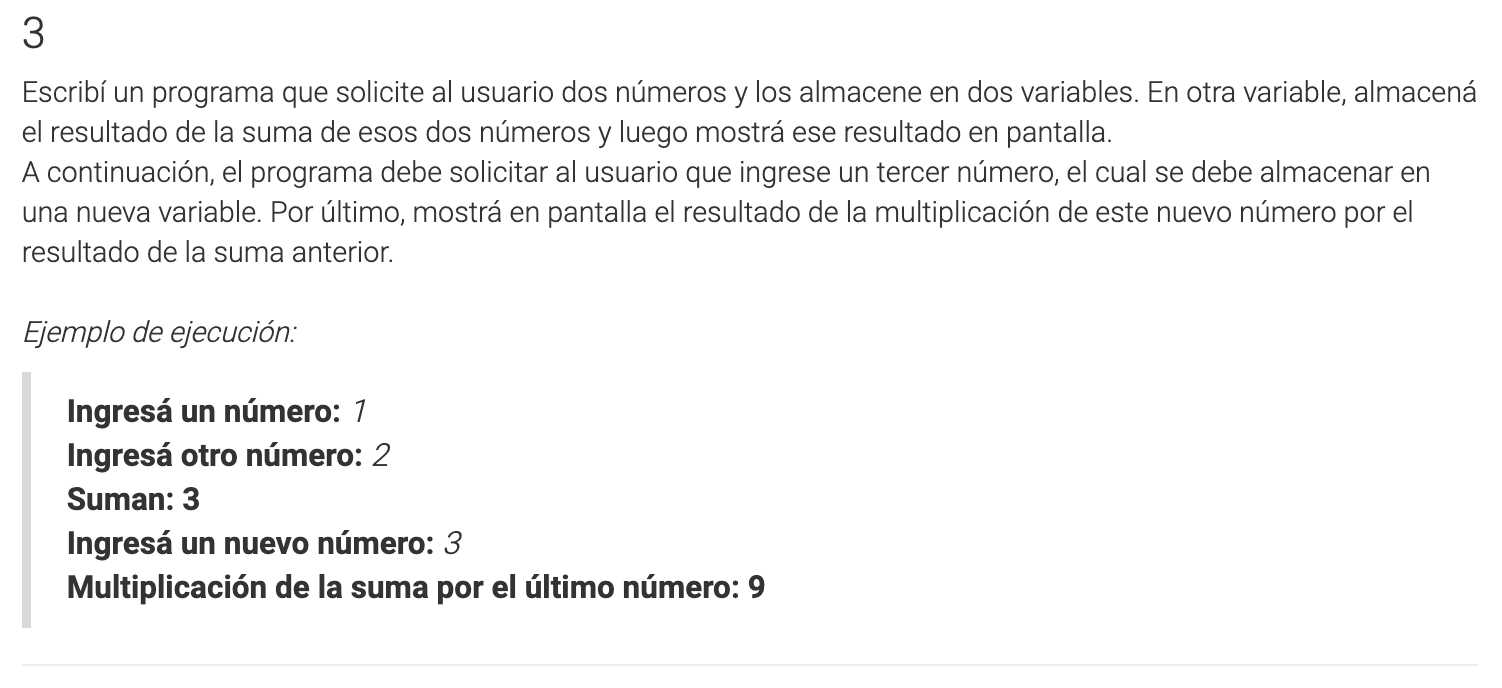 3
Escribí un programa que solicite al usuario dos números y los almacene en dos variables. En otra variable, almacená
el resultado de la suma de esos dos números y luego mostrá ese resultado en pantalla.
A continuación, el programa debe solicitar al usuario que ingrese un tercer número, el cual se debe almacenar en
una nueva variable. Por último, mostrá en pantalla el resultado de la multiplicación de este nuevo número por el
resultado de la suma anterior.
Ejemplo de ejecución:
Ingresá un número: 1
Ingresá otro número: 2
Suman: 3
Ingresá un nuevo número: 3
Multiplicación de la suma por el último número: 9